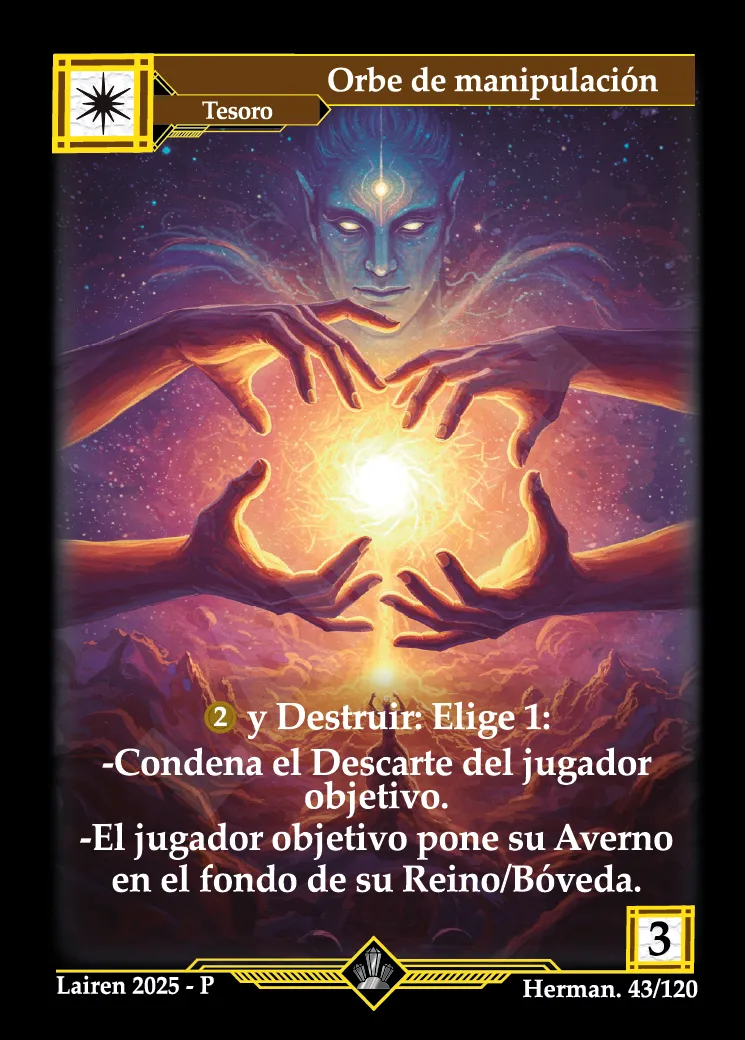 Orbe de manipulación
Tesoro
2 y Destruir: Elige 1:
-Condena el Descarte del jugador
objetivo.
-El jugador objetivo pone su Averno
en el fondo de su Reino/Bóveda.
3
Lairen 2025 - P
Herman. 43/120